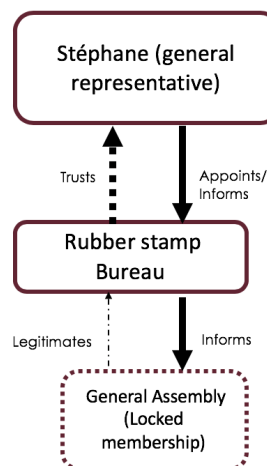 Stéphane (general
representative)
Trusts
Appoints/
Informs
Rubber stamp
Bureau
Legitimates
Informs
General Assembly
(Locked
membership)